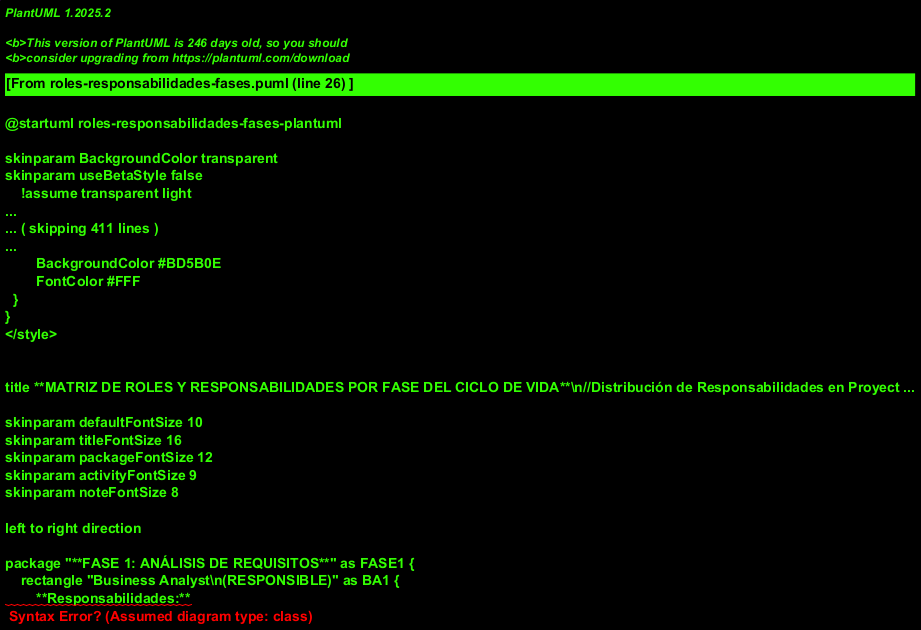 PlantUML 1.2025.2
<b>This version of PlantUML is 246 days old, so you should
<b>consider upgrading from https://plantuml.com/download
[From roles-responsabilidades-fases.puml (line 26) ]
@startuml roles-responsabilidades-fases-plantuml
skinparam BackgroundColor transparent
skinparam useBetaStyle false
!assume transparent light
...
... ( skipping 411 lines )
...
BackgroundColor #BD5B0E
FontColor #FFF
}
}
</style>
title **MATRIZ DE ROLES Y RESPONSABILIDADES POR FASE DEL CICLO DE VIDA**\n//Distribución de Responsabilidades en Proyect ...
skinparam defaultFontSize 10
skinparam titleFontSize 16
skinparam packageFontSize 12
skinparam activityFontSize 9
skinparam noteFontSize 8
left to right direction
package "**FASE 1: ANÁLISIS DE REQUISITOS**" as FASE1 {
rectangle "Business Analyst\n(RESPONSIBLE)" as BA1 {
**Responsabilidades:**
Syntax Error? (Assumed diagram type: class)